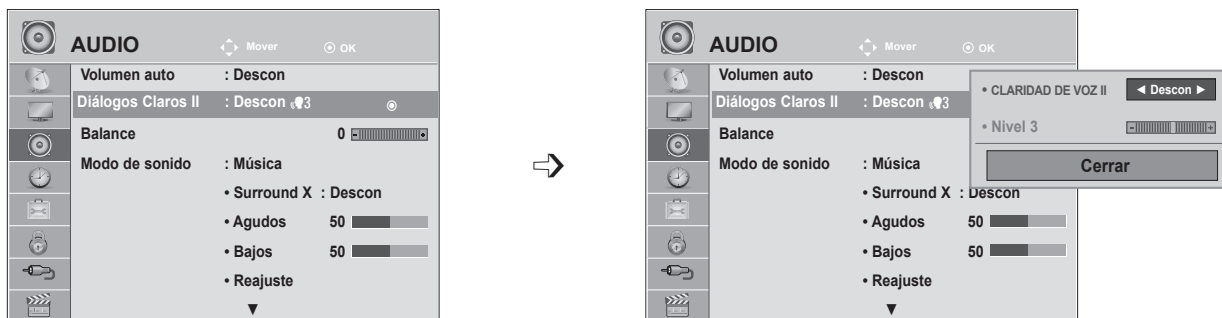 AUDIO Mover OK
Volumen auto : Descon
Diálogos Claros II : Descon 3
Balance 0 - +
Modo de sonido : Música
• Surround X : Descon
• Agudos 50
• Bajos 50
• Reajuste
▼
AUDIO Mover OK
Volumen auto : Descon
Diálogos Claros II : Descon 3
Balance
Modo de sonido : Música
• Surround X : Descon
• Agudos 50
• Bajos 50
• Reajuste
▼
• CLARIDAD DE VOZ II ◄ Descon ►
• Nivel 3 - +
Cerrar